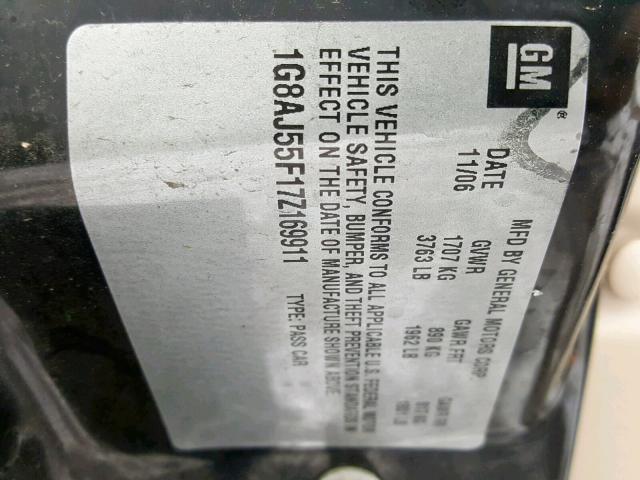 GM
®
MFD BY GENERAL MOTORS CORP
DATE GVWR GAWR FRT GAWR RR
11/06 1707 KG 890 KG
3763 LB 1962 LB
THIS VEHICLE CONFORMS TO ALL APPLICABLE U.S. FEDERAL MOTOR
VEHICLE SAFETY, BUMPER, AND THEFT PREVENTION STANDARDS IN
EFFECT ON THE DATE OF MANUFACTURE SHOWN ABOVE.
1G8AJ55F17Z169911 TYPE: PASS CAR